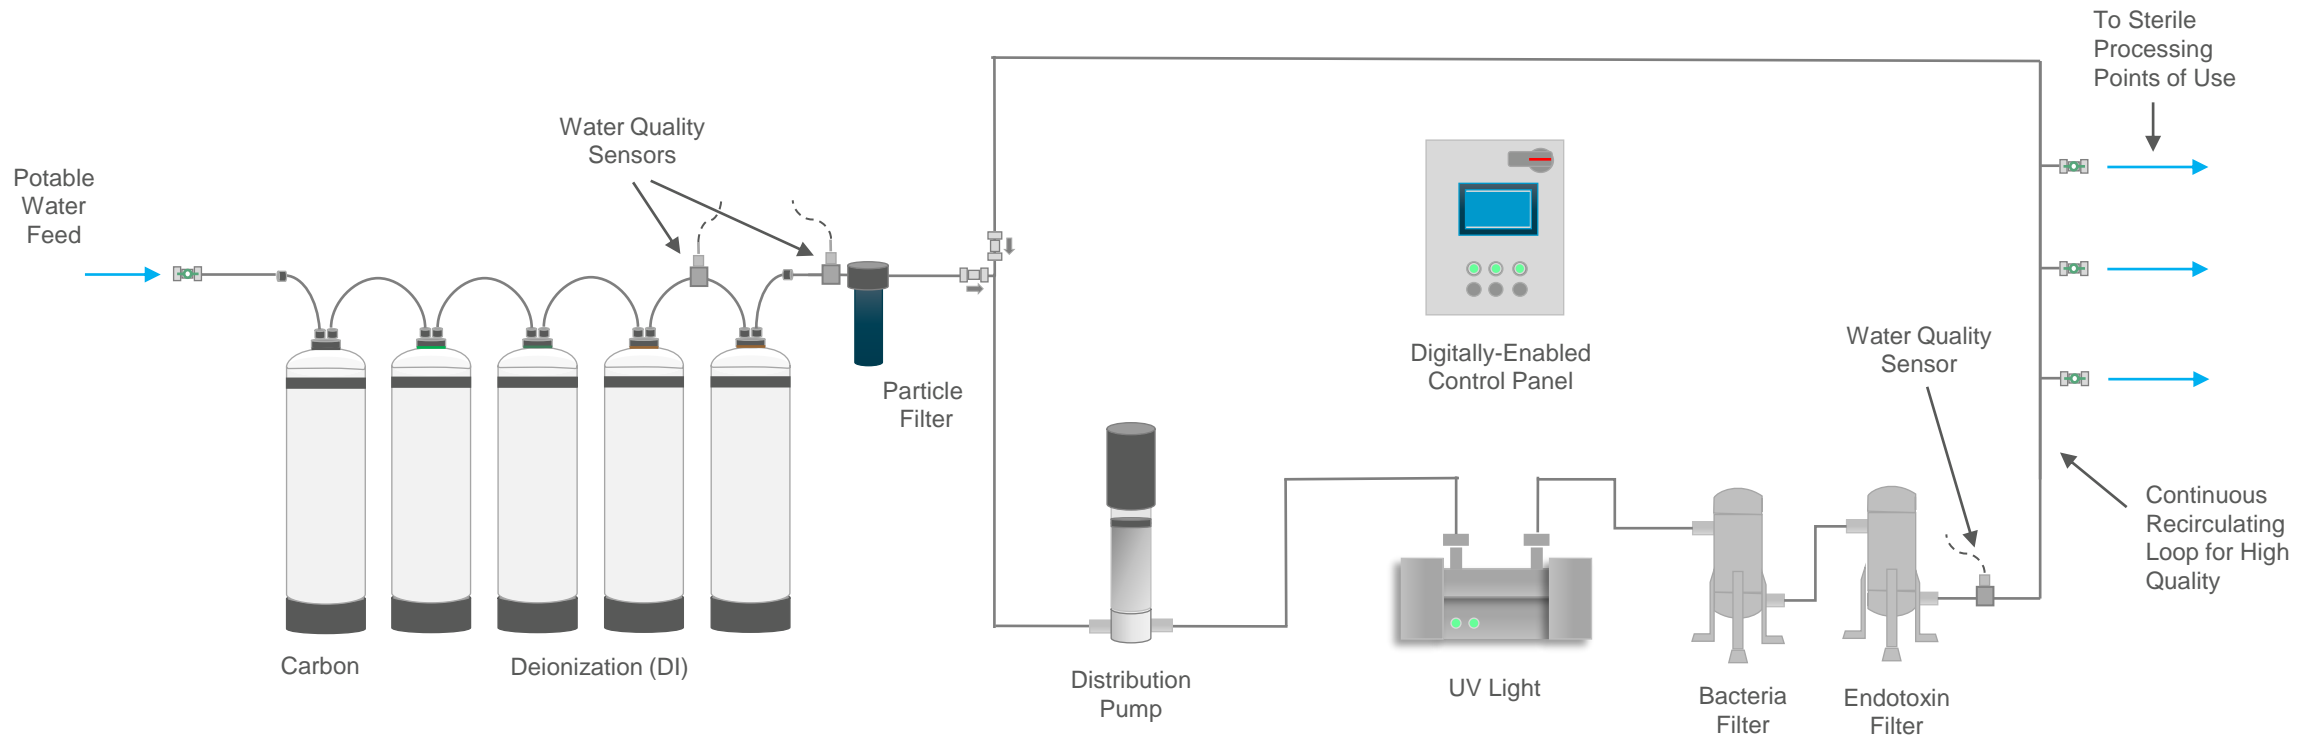 To Sterile
Processing
Points of Use
Water Quality
Sensors
Potable
Water
Feed
Water Quality
Sensor
Digitally-Enabled
Control Panel
Particle
Filter
Continuous
Recirculating
Loop for High
Quality
Carbon
Deionization (DI)
Distribution
Pump
UV Light
Bacteria
Filter
Endotoxin
Filter